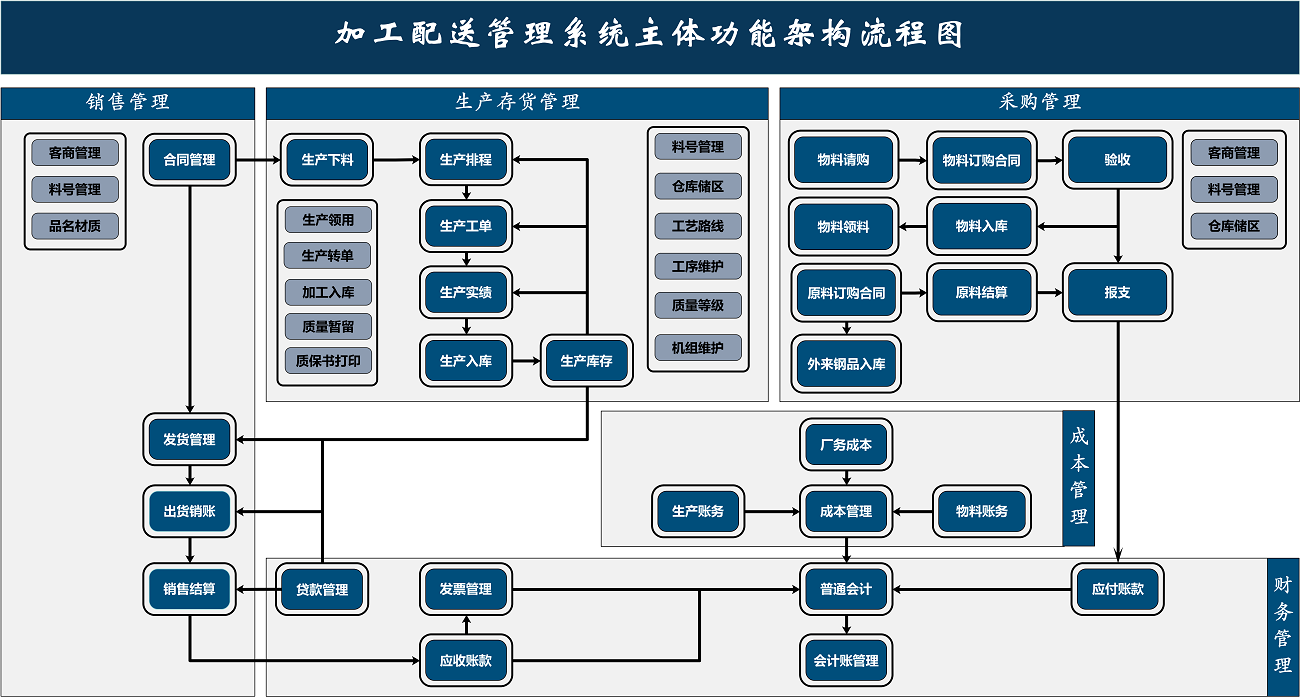 加工配送管理系统主体功能架构流程图
销售管理
客商管理
料号管理
品名材质
合同管理
发货管理
出货销账
销售结算
生产存货管理
生产下料
生产排程
生产领用
生产转单
加工入库
质量暂留
质保书打印
生产工单
生产实绩
生产入库
生产库存
料号管理
仓库储区
工艺路线
工序维护
质量等级
机组维护
采购管理
物料请购
物料订购合同
验收
物料领料
物料入库
原料订购合同
原料结算
报支
外来钢品入库
客商管理
料号管理
仓库储区
成本管理
厂务成本
生产账务
成本管理
物料账务
财务管理
贷款管理
发票管理
普通会计
应付账款
应收账款
会计账管理